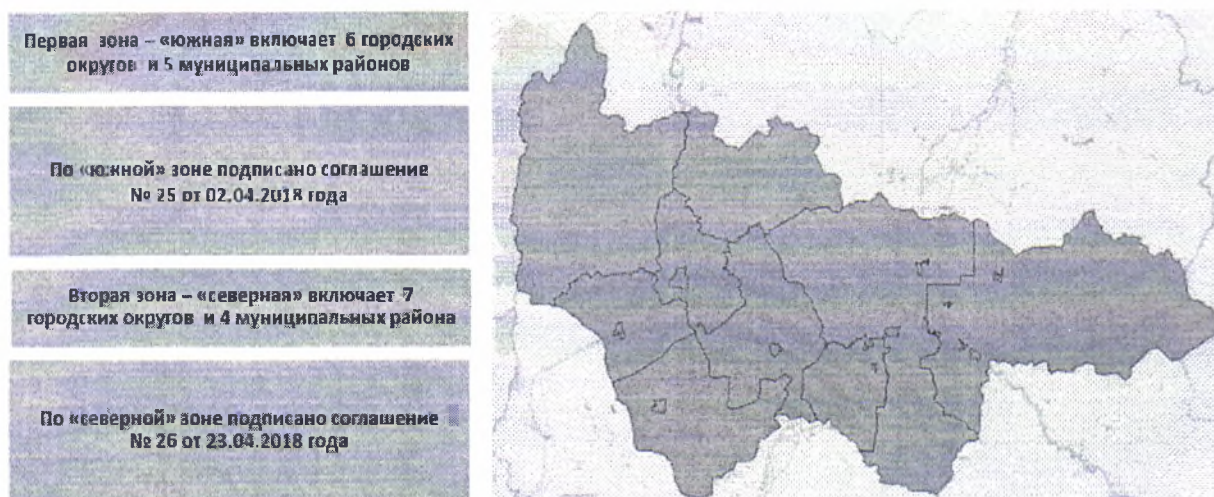 Первая зона – «южная» включает 6 городских
округов и 5 муниципальных районов
По «южной» зоне подписано соглашение
№ 25 от 02.04.2018 года
Вторая зона – «северная» включает 7
городских округов и 4 муниципальных района
По «северной» зоне подписано соглашение
№ 26 от 23.04.2018 года